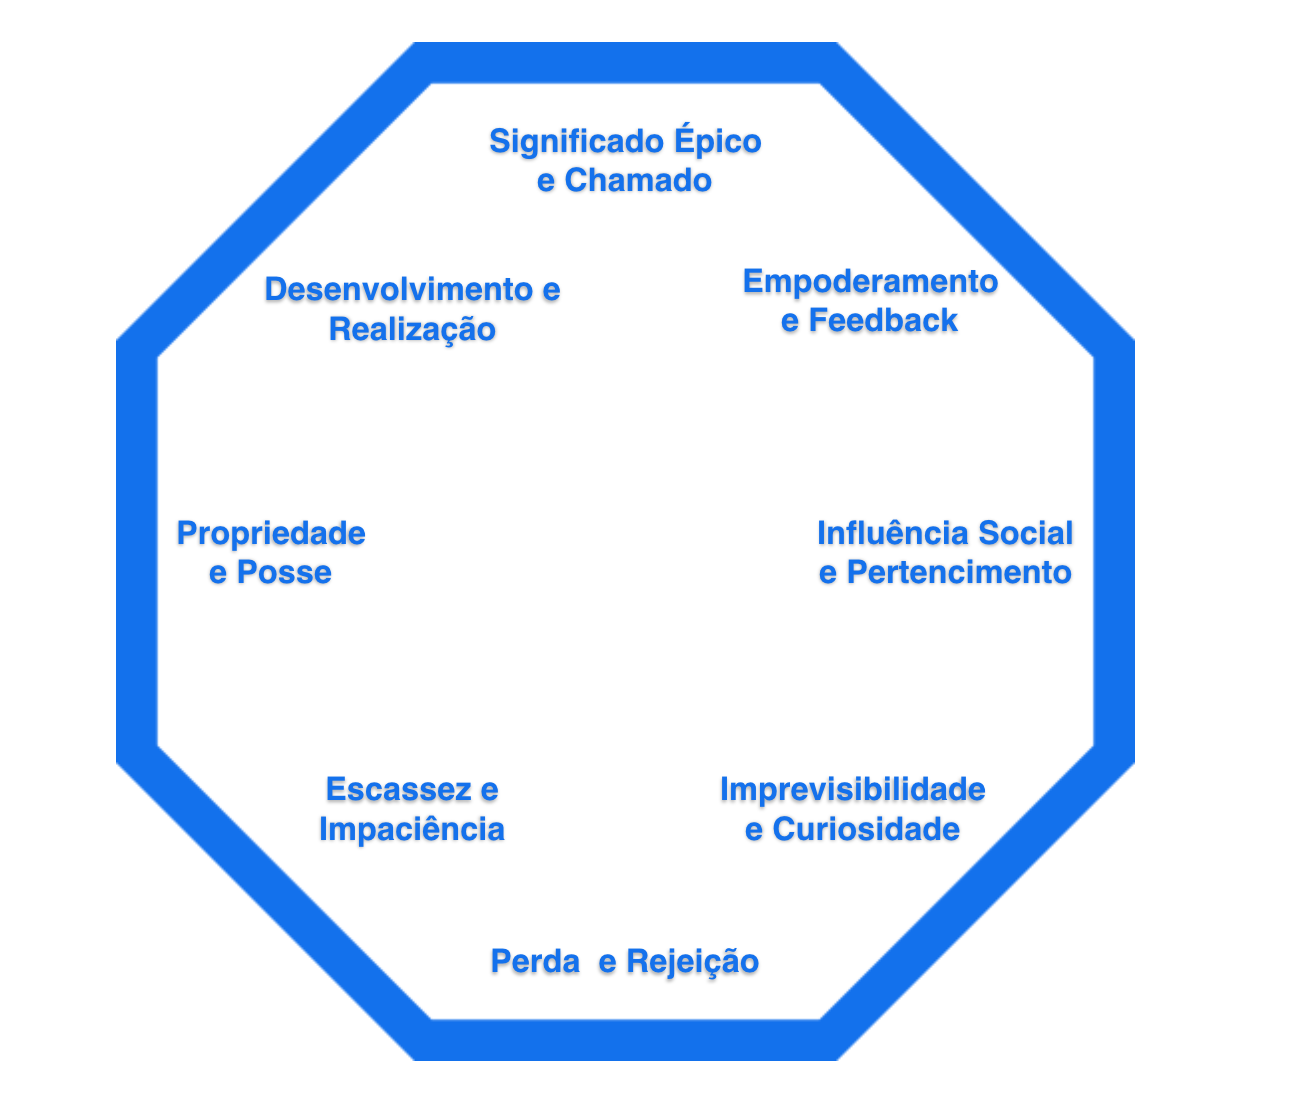 Significado Épico
e Chamado
Desenvolvimento e
Realização
Empoderamento
e Feedback
Propriedade
e Posse
Influência Social
e Pertencimento
Escassez e
Impaciência
Imprevisibilidade
e Curiosidade
Perda  e Rejeição